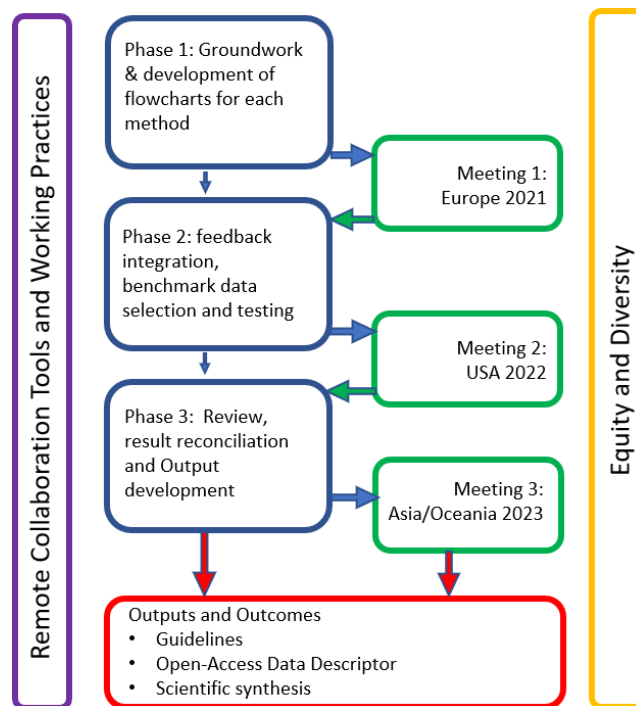 Remote Collaboration Tools and Working Practices
Phase 1: Groundwork
& development of
flowcharts for each
method
Meeting 1:
Europe 2021
Phase 2: feedback
integration,
benchmark data
selection and testing
Meeting 2:
USA 2022
Phase 3:  Review,
result reconciliation
and Output
development
Meeting 3:
Asia/Oceania 2023
Outputs and Outcomes
• Guidelines
• Open-Access Data Descriptor
• Scientific synthesis
Equity and Diversity